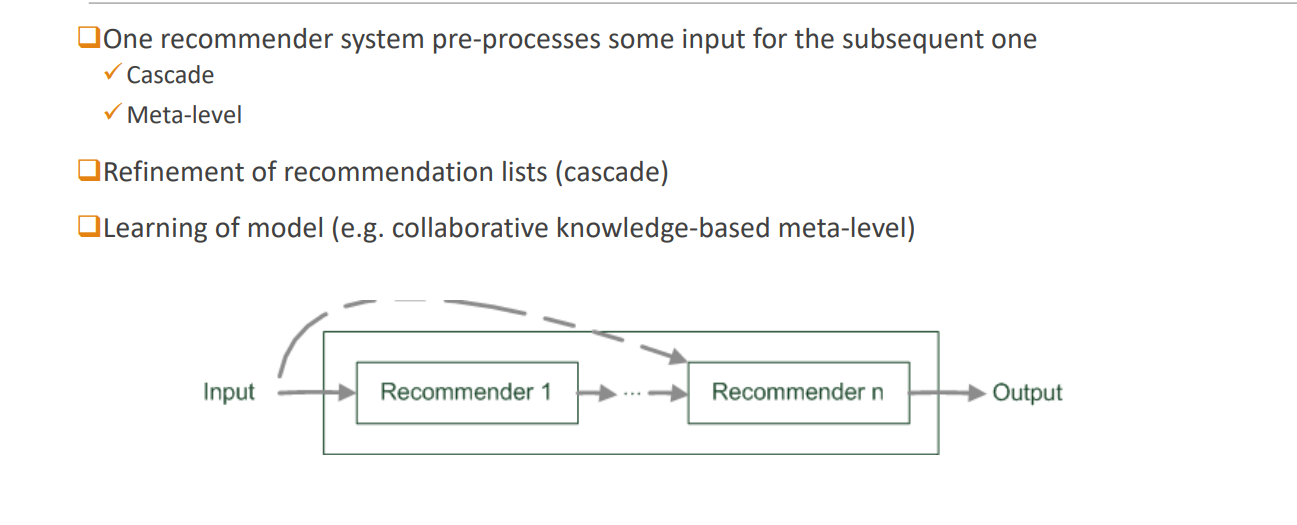 One recommender system pre-processes some input for the subsequent one
Cascade
Meta-level
Refinement of recommendation lists (cascade)
Learning of model (e.g. collaborative knowledge-based meta-level)
Input
Recommender 1
...
Recommender n
Output